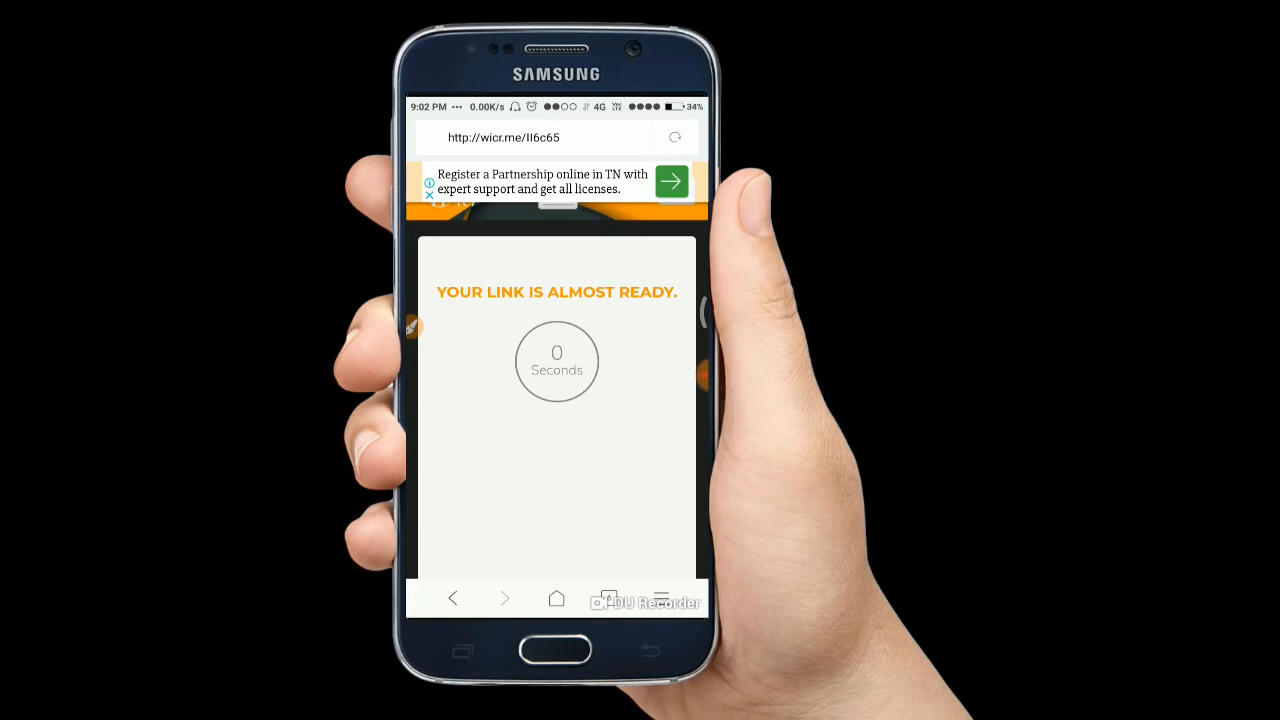 SAMSUNG
9:02 PM ... 0.00K/s 4G 34%
http://wicr.me/II6c65
Register a Partnership online in TN with
expert support and get all licenses.
YOUR LINK IS ALMOST READY.
0
Seconds
DU Recorder